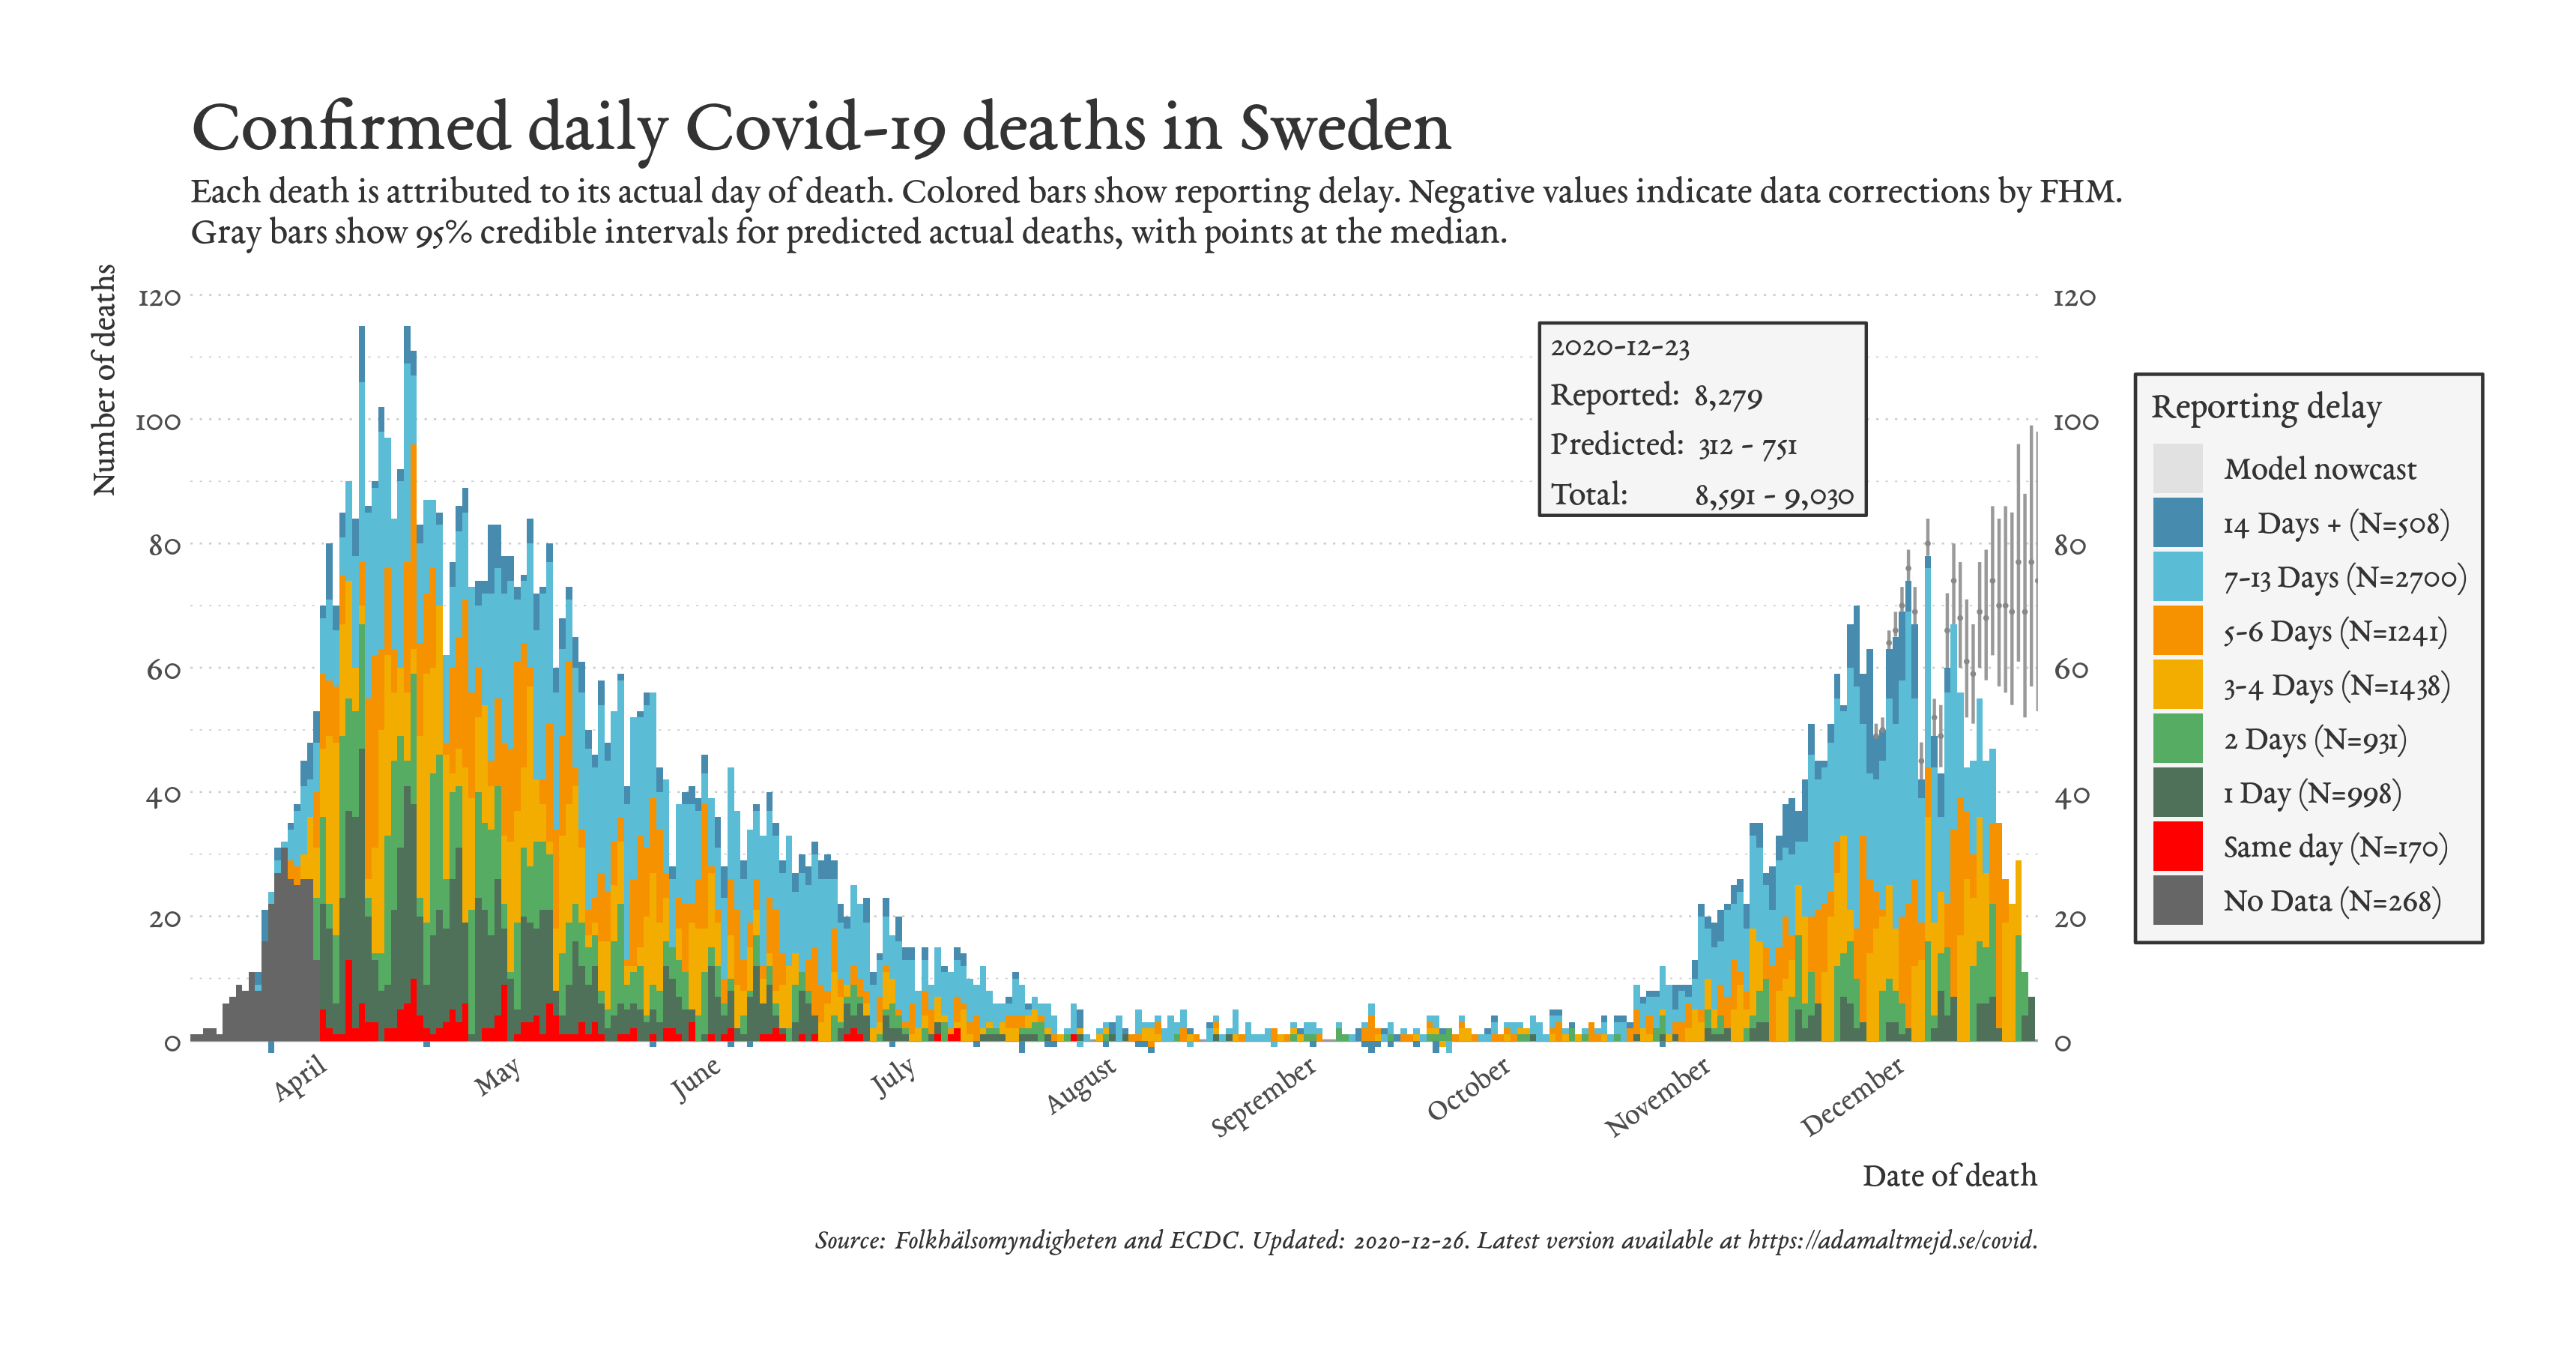 Confirmed daily Covid-19 deaths in Sweden
Each death is attributed to its actual day of death. Colored bars show reporting delay. Negative values indicate data corrections by FHM.
Gray bars show 95% credible intervals for predicted actual deaths, with points at the median.
Number of deaths
120
100
80
60
40
20
0
120
100
80
60
40
20
0
2020-12-23
Reported: 8,279
Predicted: 312 - 751
Total: 8,591 - 9,030
Reporting delay
Model nowcast
14 Days + (N=508)
7-13 Days (N=2700)
5-6 Days (N=1241)
3-4 Days (N=1438)
2 Days (N=931)
1 Day (N=998)
Same day (N=170)
No Data (N=268)
April
May
June
July
August
September
October
November
December
Date of death
Source: Folkhälsomyndigheten and ECDC. Updated: 2020-12-26. Latest version available at https://adamaltmejd.se/covid.